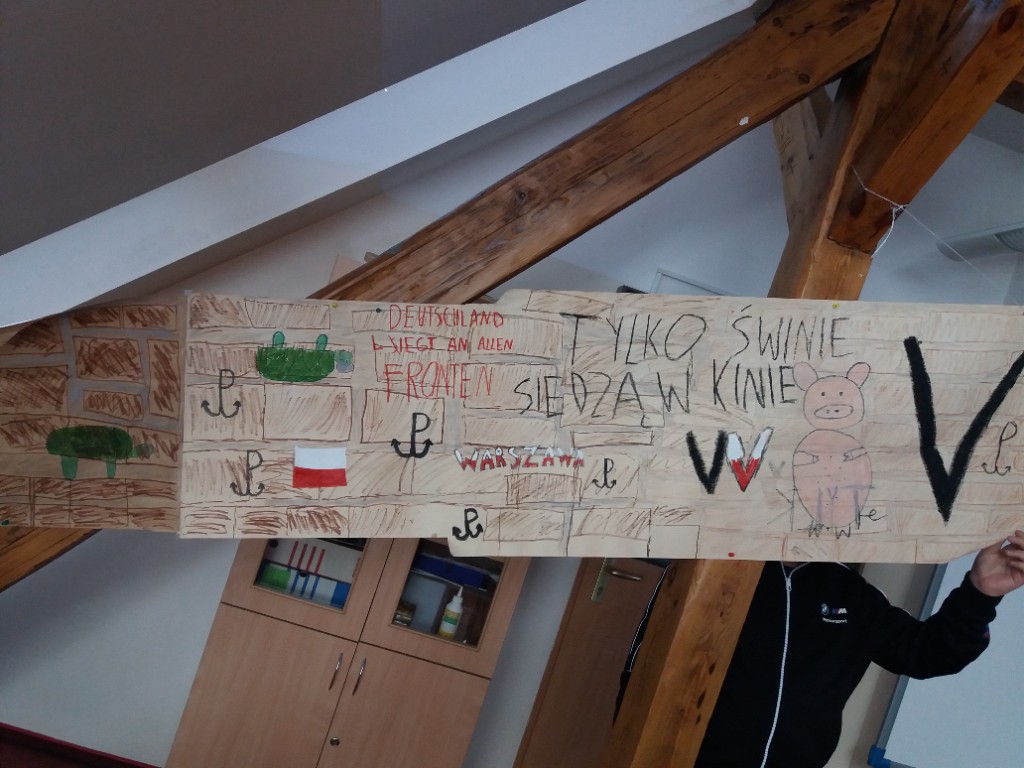 DEUTSCHLAND
SIEGT AN ALLEN
FRONTEN
TYLKO ŚWINIE
SIEDZĄ W KINIE
WARSZAWA
V
V
V